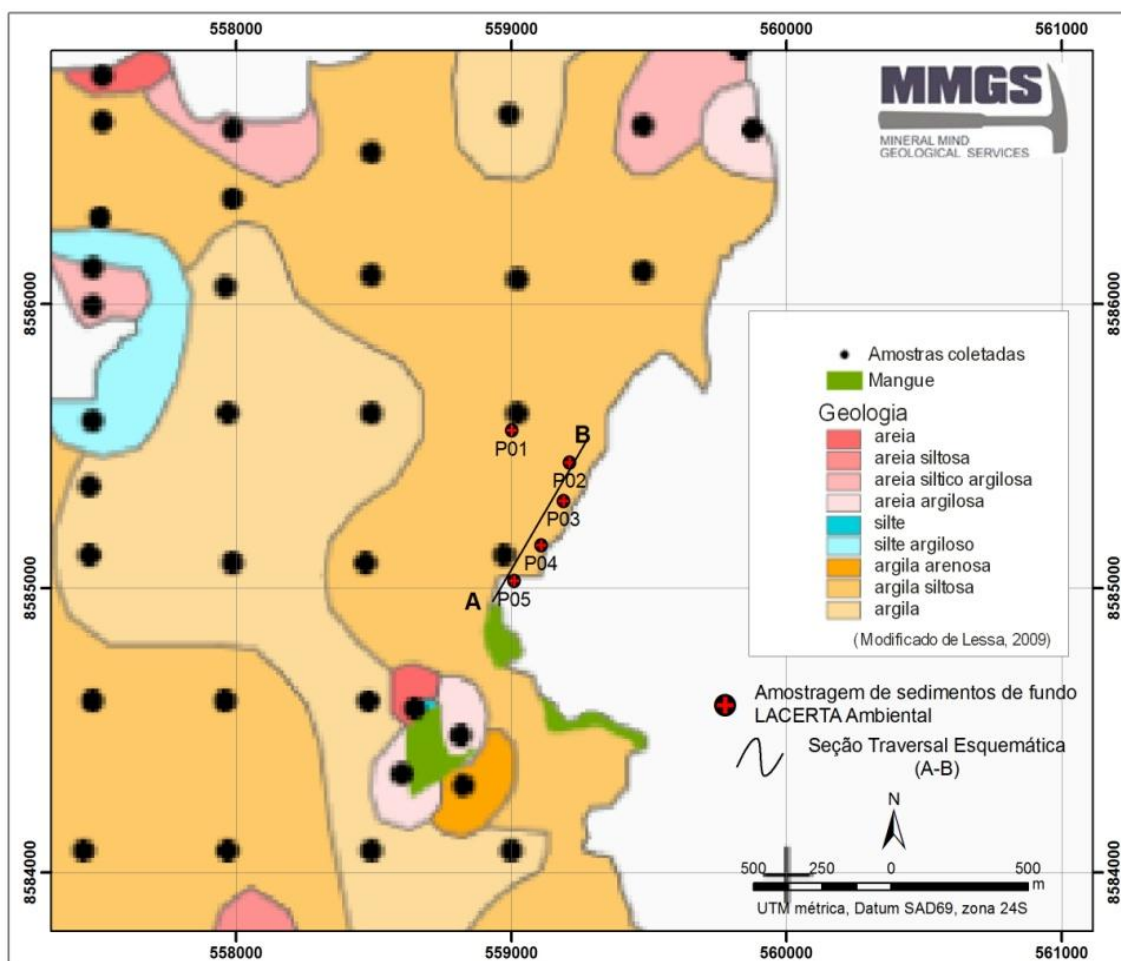 558000 559000 560000 561000
MMGS
MINERAL MIND
GEOLOGICAL SERVICES
8586000 8586000
Amostras coletadas
Mangue
Geologia
areia
areia siltosa
areia siltico argilosa
areia argilosa
silte
silte argiloso
argila arenosa
argila siltosa
argila
(Modificado de Lessa, 2009)
B
P01
P02
P03
P04
A P05
8585000 8585000
Amostragem de sedimentos de fundo
LACERTA Ambiental
Seção Traversal Esquemática
(A-B)
N
500 250 0 500
m
UTM métrica, Datum SAD69, zona 24S
8584000 8584000
558000 559000 560000 561000